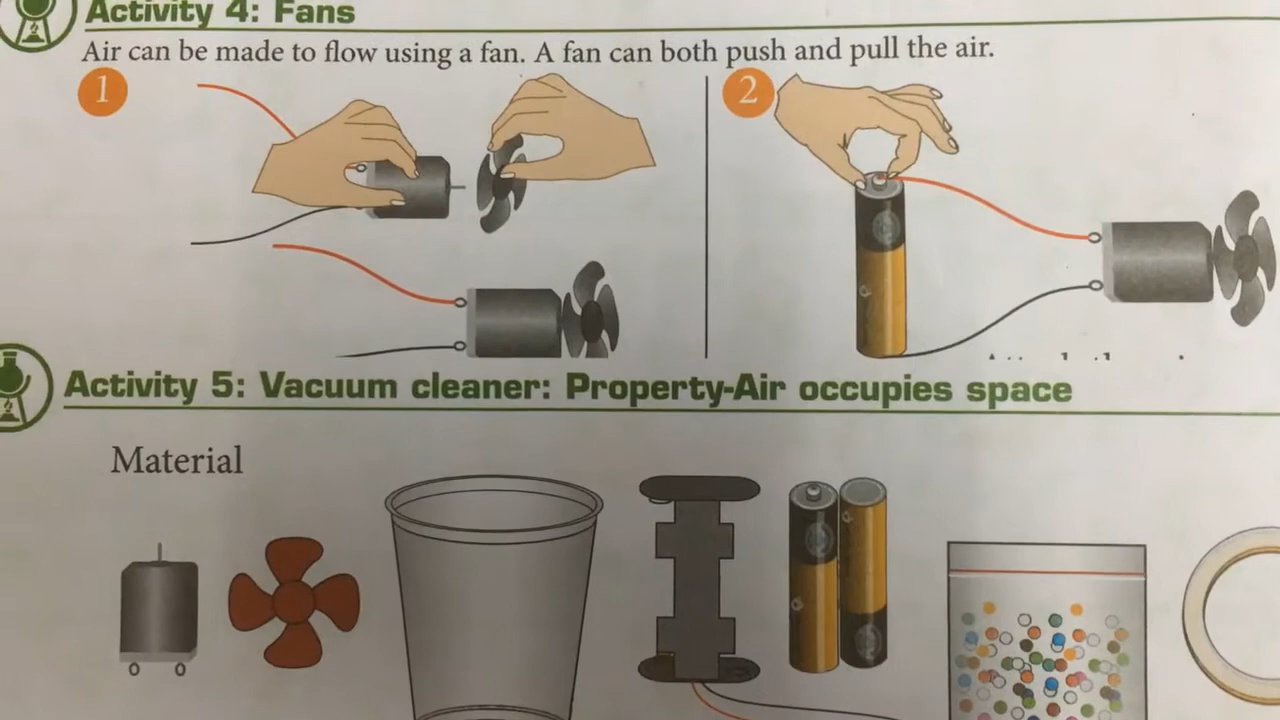 Activity 4: Fans
Air can be made to flow using a fan. A fan can both push and pull the air.
1
2
Activity 5: Vacuum cleaner: Property-Air occupies space
Material